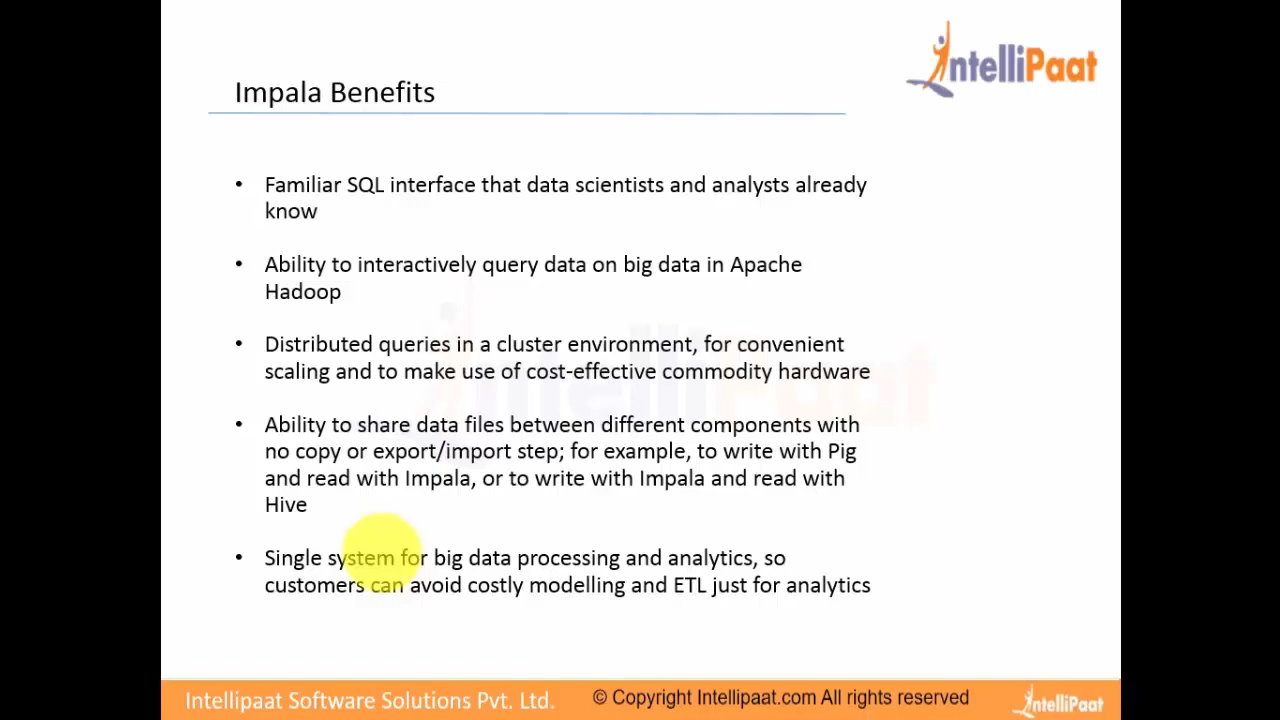 IntelliPaat
Impala Benefits
• Familiar SQL interface that data scientists and analysts already
know
• Ability to interactively query data on big data in Apache
Hadoop
• Distributed queries in a cluster environment, for convenient
scaling and to make use of cost-effective commodity hardware
• Ability to share data files between different components with
no copy or export/import step; for example, to write with Pig
and read with Impala, or to write with Impala and read with
Hive
• Single system for big data processing and analytics, so
customers can avoid costly modelling and ETL just for analytics
IntelliPaat
Intellipaat Software Solutions Pvt. Ltd.
© Copyright Intellipaat.com All rights reserved
IntelliPaat